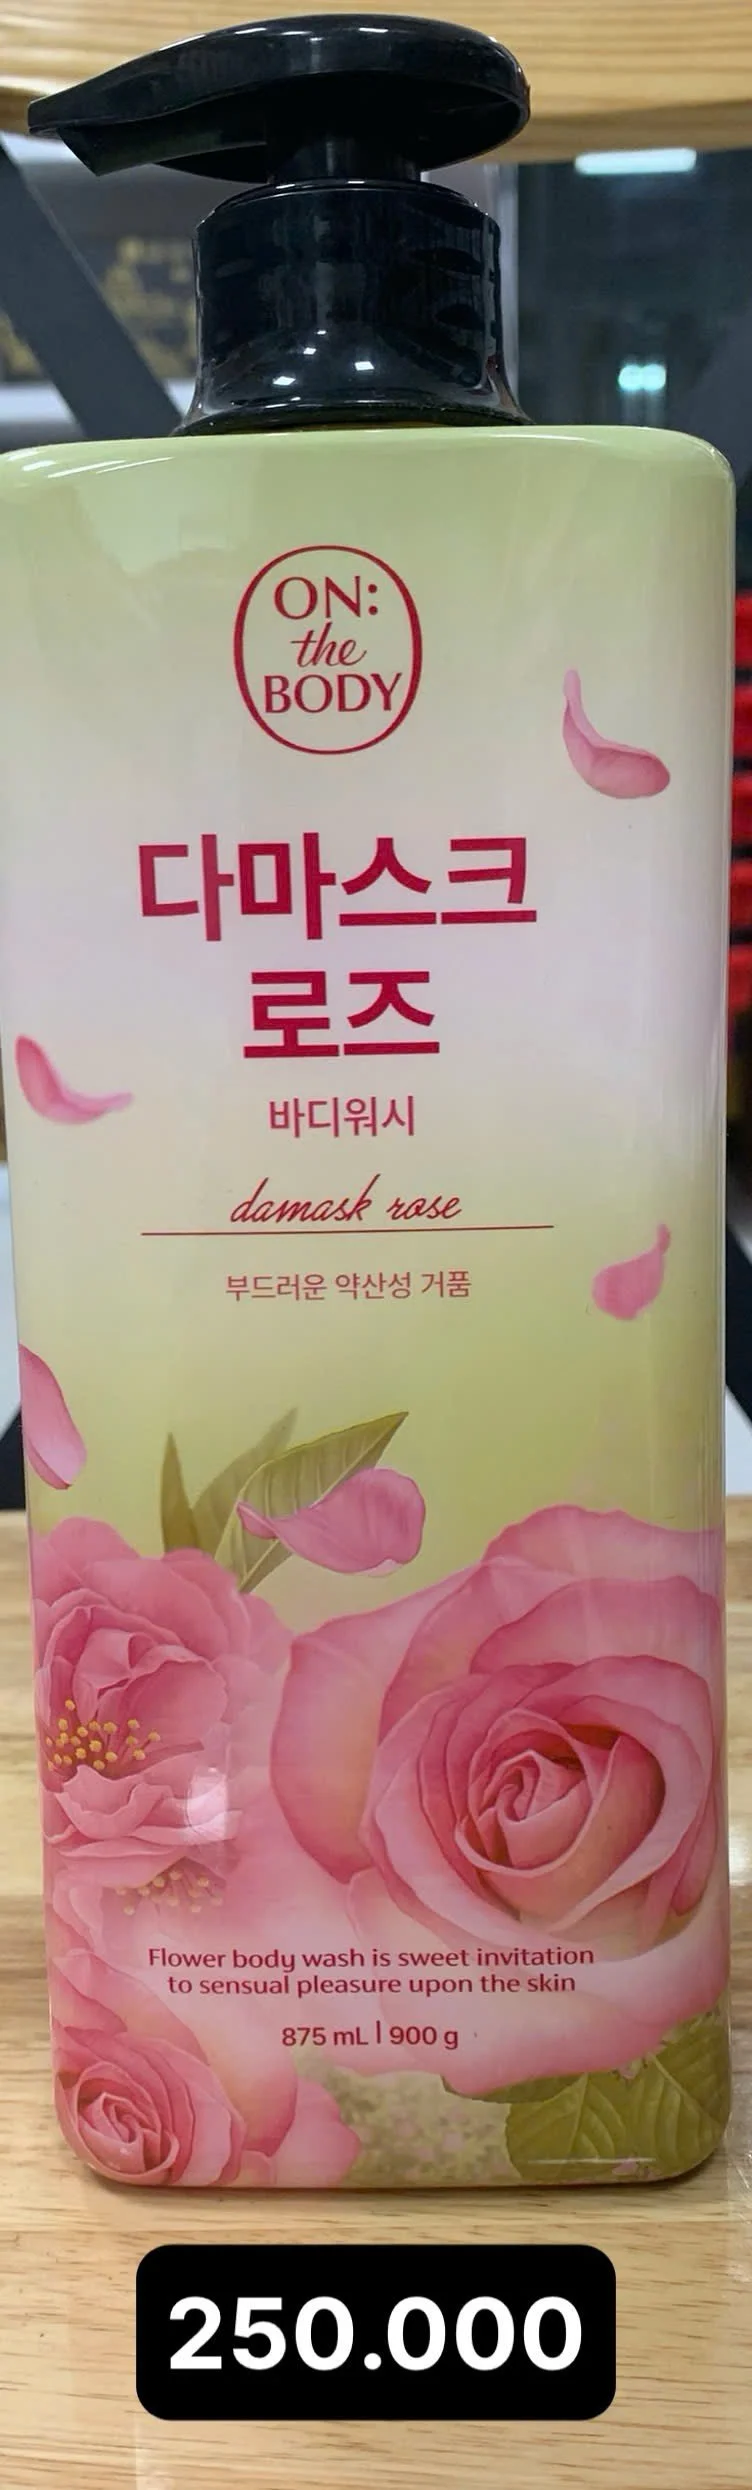 ON:
the
BODY
다마스크
로즈
바디워시
damask rose
부드러운 약산성 거품
Flower body wash is sweet invitation
to sensual pleasure upon the skin
875 mL | 900 g
250.000